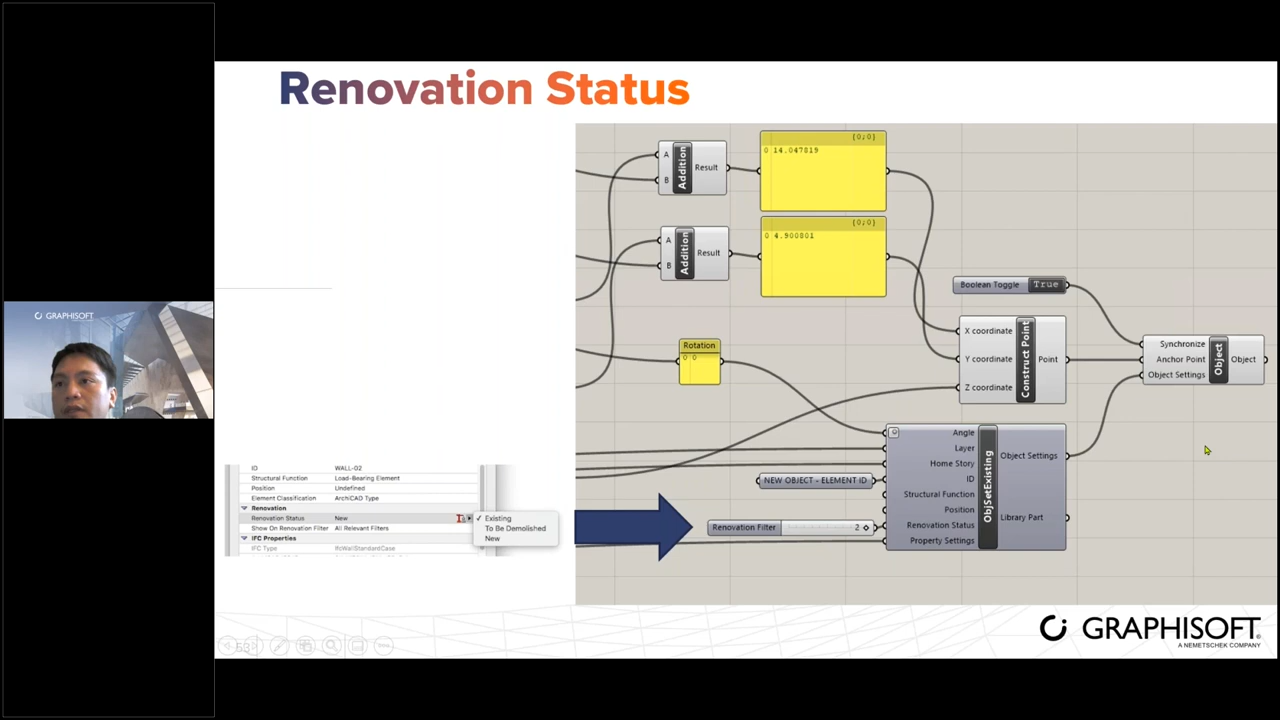 Renovation Status
GRAPHISOFT
A
B
Addition
Result
{0;0}
0 14.047819
A
B
Addition
Result
{0;0}
0 4.900801
Rotation
0 0
Boolean Toggle True
X coordinate
Y coordinate
Z coordinate
Construct Point
Point
Synchronize
Anchor Point
Object Settings
Object
Object
Angle
Layer
Home Story
ID
Structural Function
Position
Renovation Status
Property Settings
ObjSetExisting
Object Settings
Library Part
NEW OBJECT - ELEMENT ID
Renovation Filter 2
ID WALL-02
Structural Function Load-Bearing Element
Position Undefined
Element Classification ArchiCAD Type
Renovation
Renovation Status New
Show On Renovation Filter All Relevant Filters
IFC Properties
IFC Type IfcWallStandardCase
Existing
To Be Demolished
New
53
GRAPHISOFT
A NEMETSCHEK COMPANY